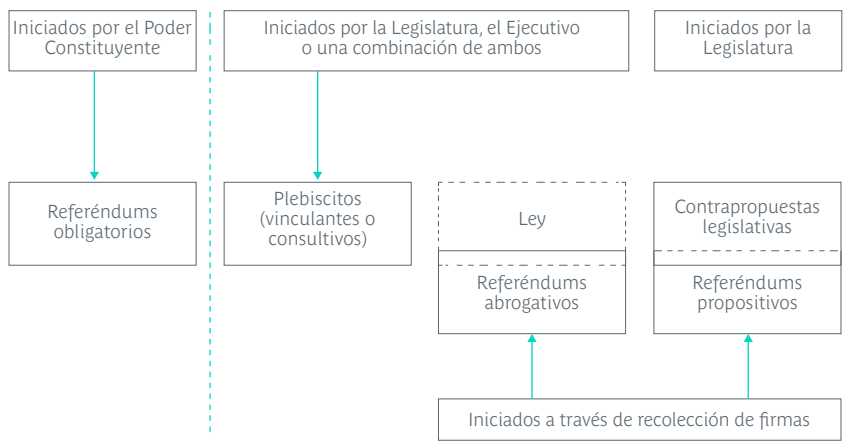 Iniciados por el Poder
Constituyente
Iniciados por la Legislatura, el Ejecutivo
o una combinación de ambos
Iniciados por la
Legislatura
Referéndums
obligatorios
Plebiscitos
(vinculantes o
consultivos)
Ley
Contrapropuestas
legislativas
Referéndums
abrogativos
Referéndums
propositivos
Iniciados a través de recolección de firmas